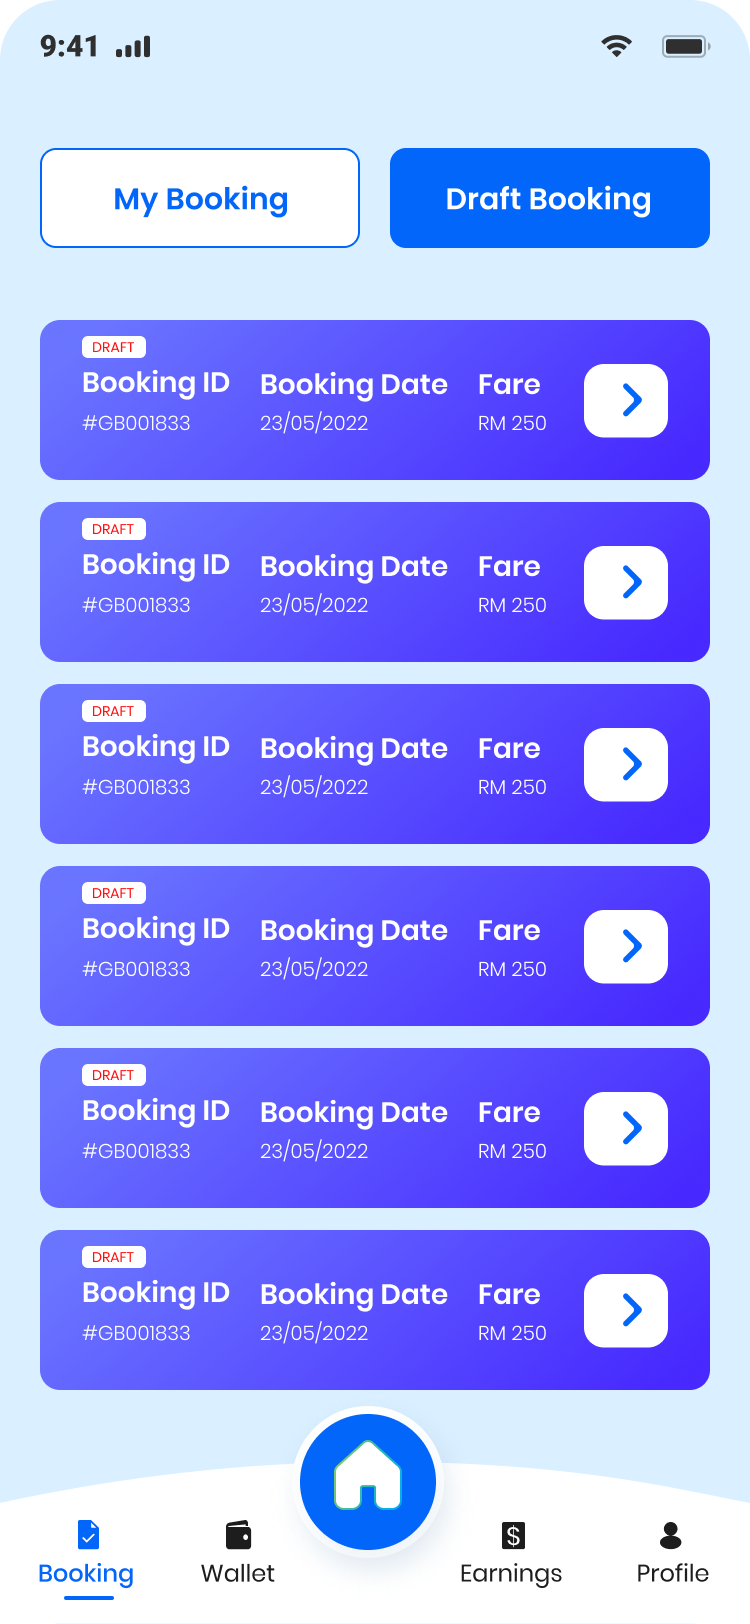 9:41
My Booking Draft Booking
DRAFT
Booking ID Booking Date Fare
#GB001833 23/05/2022 RM 250
DRAFT
Booking ID Booking Date Fare
#GB001833 23/05/2022 RM 250
DRAFT
Booking ID Booking Date Fare
#GB001833 23/05/2022 RM 250
DRAFT
Booking ID Booking Date Fare
#GB001833 23/05/2022 RM 250
DRAFT
Booking ID Booking Date Fare
#GB001833 23/05/2022 RM 250
DRAFT
Booking ID Booking Date Fare
#GB001833 23/05/2022 RM 250
$
Booking Wallet Earnings Profile